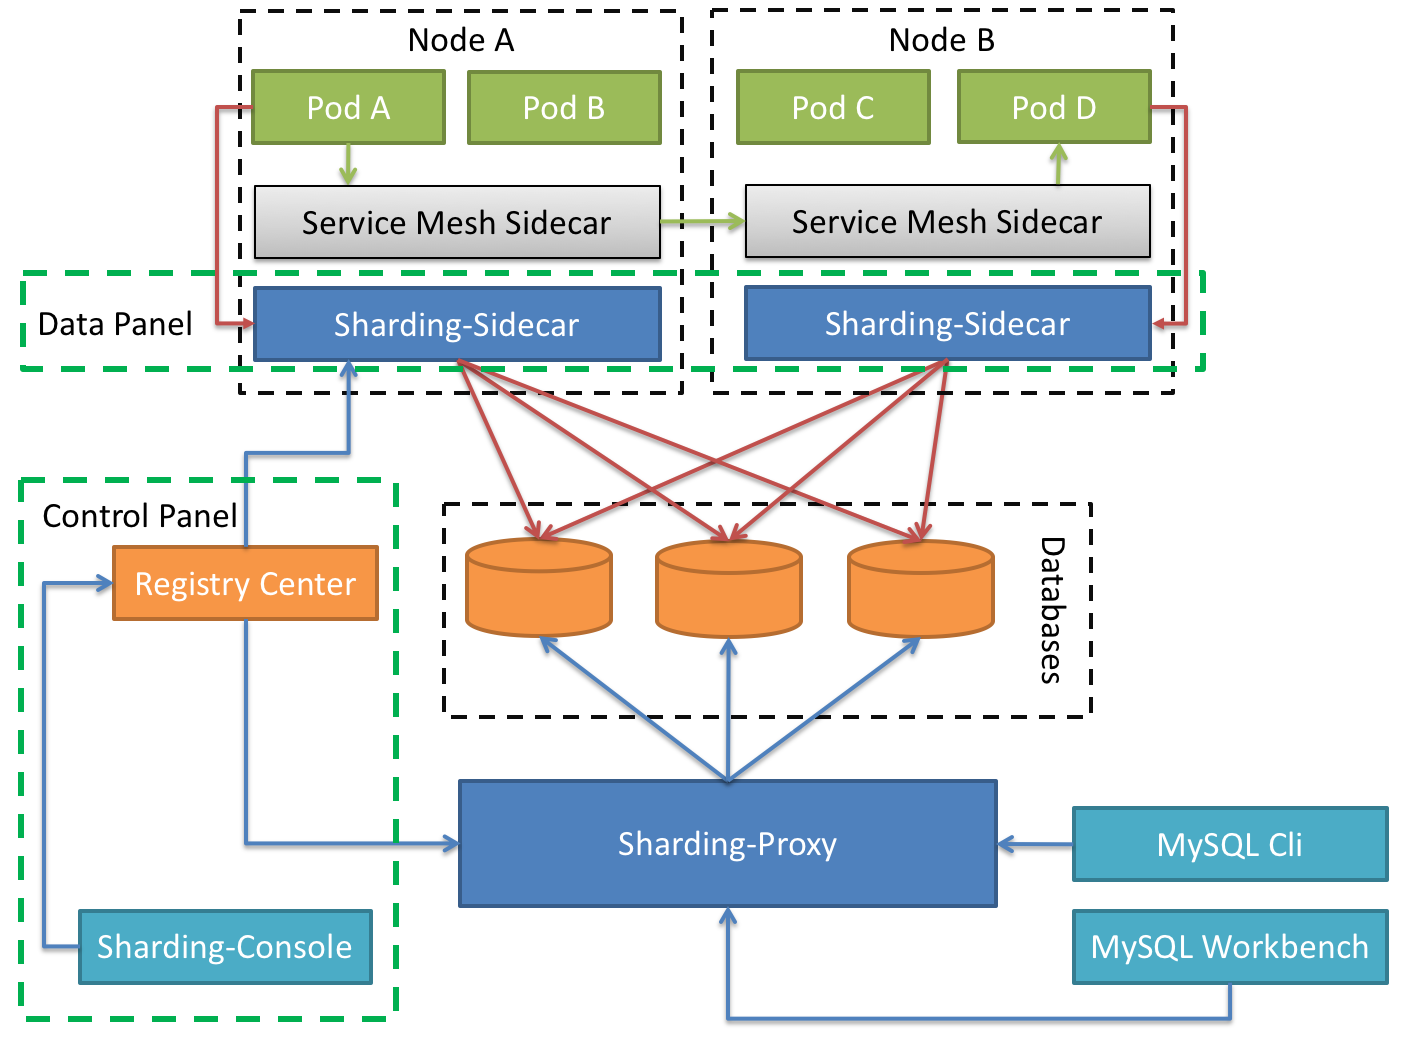 Node A
Node B
Pod A
Pod B
Pod C
Pod D
Service Mesh Sidecar
Service Mesh Sidecar
Data Panel
Sharding-Sidecar
Sharding-Sidecar
Control Panel
Registry Center
Databases
Sharding-Proxy
MySQL Cli
Sharding-Console
MySQL Workbench